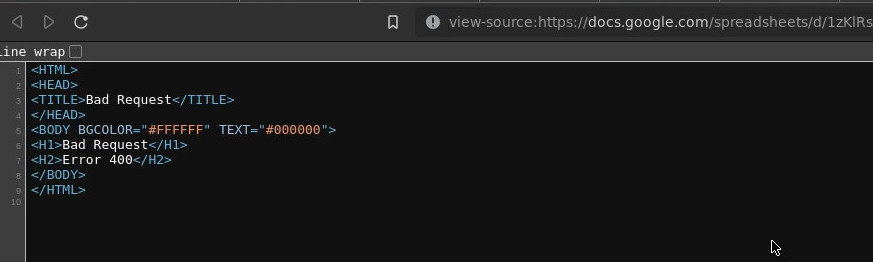 view-source:https://docs.google.com/spreadsheets/d/1zKlRs
ine wrap
1 <HTML>
2 <HEAD>
3 <TITLE>Bad Request</TITLE>
4 </HEAD>
5 <BODY BGCOLOR="#FFFFFF" TEXT="#000000">
6 <H1>Bad Request</H1>
7 <H2>Error 400</H2>
8 </BODY>
9 </HTML>
10